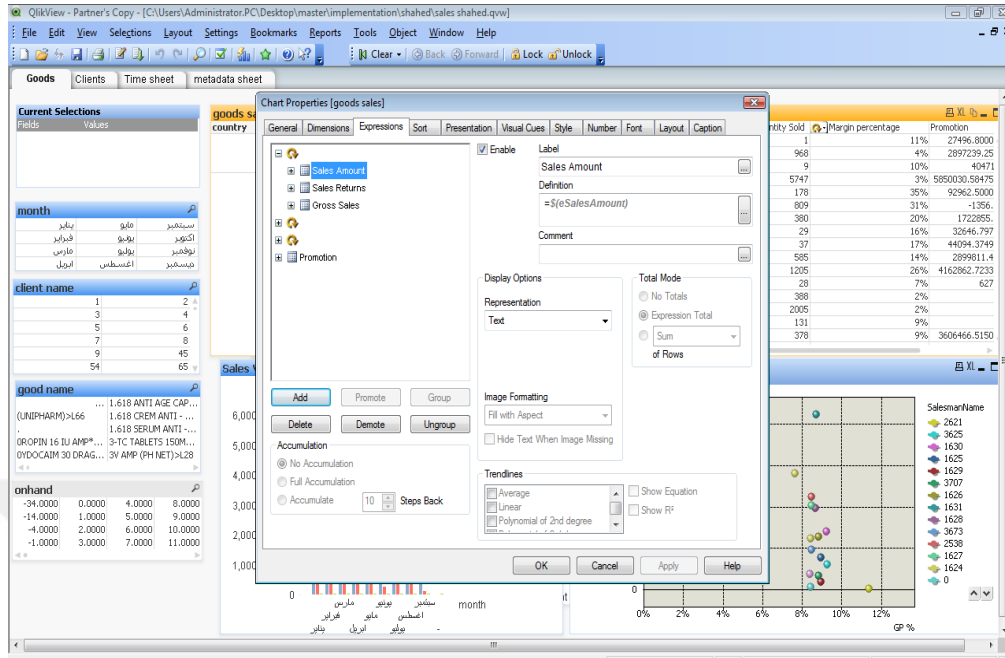 QlikView - Partner's Copy - [C:\Users\Administrator.PC\Desktop\master\implementation\shahed\sales shahed.qvw]
File Edit View Selections Layout Settings Bookmarks Reports Tools Object Window Help
Clear Back Forward Lock Unlock
Goods Clients Time sheet metadata sheet
Current Selections
Fields Values
month
يناير مايو سبتمبر
فبراير يونيو اكتوبر
مارس يوليو نوفمبر
ابريل اغسطس ديسمبر
client name
1 2
3 4
5 6
7 8
9 45
54 65
good name
... 1.618 ANTI AGE CAP...
(UNIPHARM)>L66 1.618 CREM ANTI - ...
. 1.618 SERUM ANTI-...
0ROPIN 16 IU AMP*... 3-TC TABLETS 150M...
0YDOCAIM 30 DRAG... 3V AMP (PH NET)>L28
onhand
-34.0000 0.0000 4.0000 8.0000
-14.0000 1.0000 5.0000 9.0000
-4.0000 2.0000 6.0000 10.0000
-1.0000 3.0000 7.0000 11.0000
goods sa
country
Chart Properties [goods sales]
General Dimensions Expressions Sort Presentation Visual Cues Style Number Font Layout Caption
Sales Amount
Sales Returns
Gross Sales
Promotion
Enable
Label
Sales Amount
Definition
=$(eSalesAmount)
Comment
Display Options
Representation
Text
Total Mode
No Totals
Expression Total
Sum
of Rows
Add Promote Group
Delete Demote Ungroup
Image Formatting
Fill with Aspect
Hide Text When Image Missing
Accumulation
No Accumulation
Full Accumulation
Accumulate 10 Steps Back
Trendlines
Average
Linear
Polynomial of 2nd degree
Show Equation
Show R²
OK Cancel Apply Help
XL
ntity Sold Margin percentage Promotion
1 11% 27496.8000
968 4% 2897239.25
9 10% 40471
5747 3% 5850030.58475
178 35% 92962.5000
809 31% -1356.
380 20% 1722855.
29 16% 32646.797
37 17% 44094.3749
585 14% 2899811.4
1205 26% 4162862.7233
28 7% 627
388 2%
2005 2%
131 9%
378 9% 3606466.5150
Sales V
6,000
5,000
4,000
3,000
2,000
1,000
0
مارس يونيو سبتمبر
فبراير مايو اغسطس
يناير ابريل يوليو -
month
XL
0
0% 2% 4% 6% 8% 10% 12%
GP %
SalesmanName
2621
3625
1630
1625
1629
3707
1626
1631
1628
3673
2538
1627
1624
0